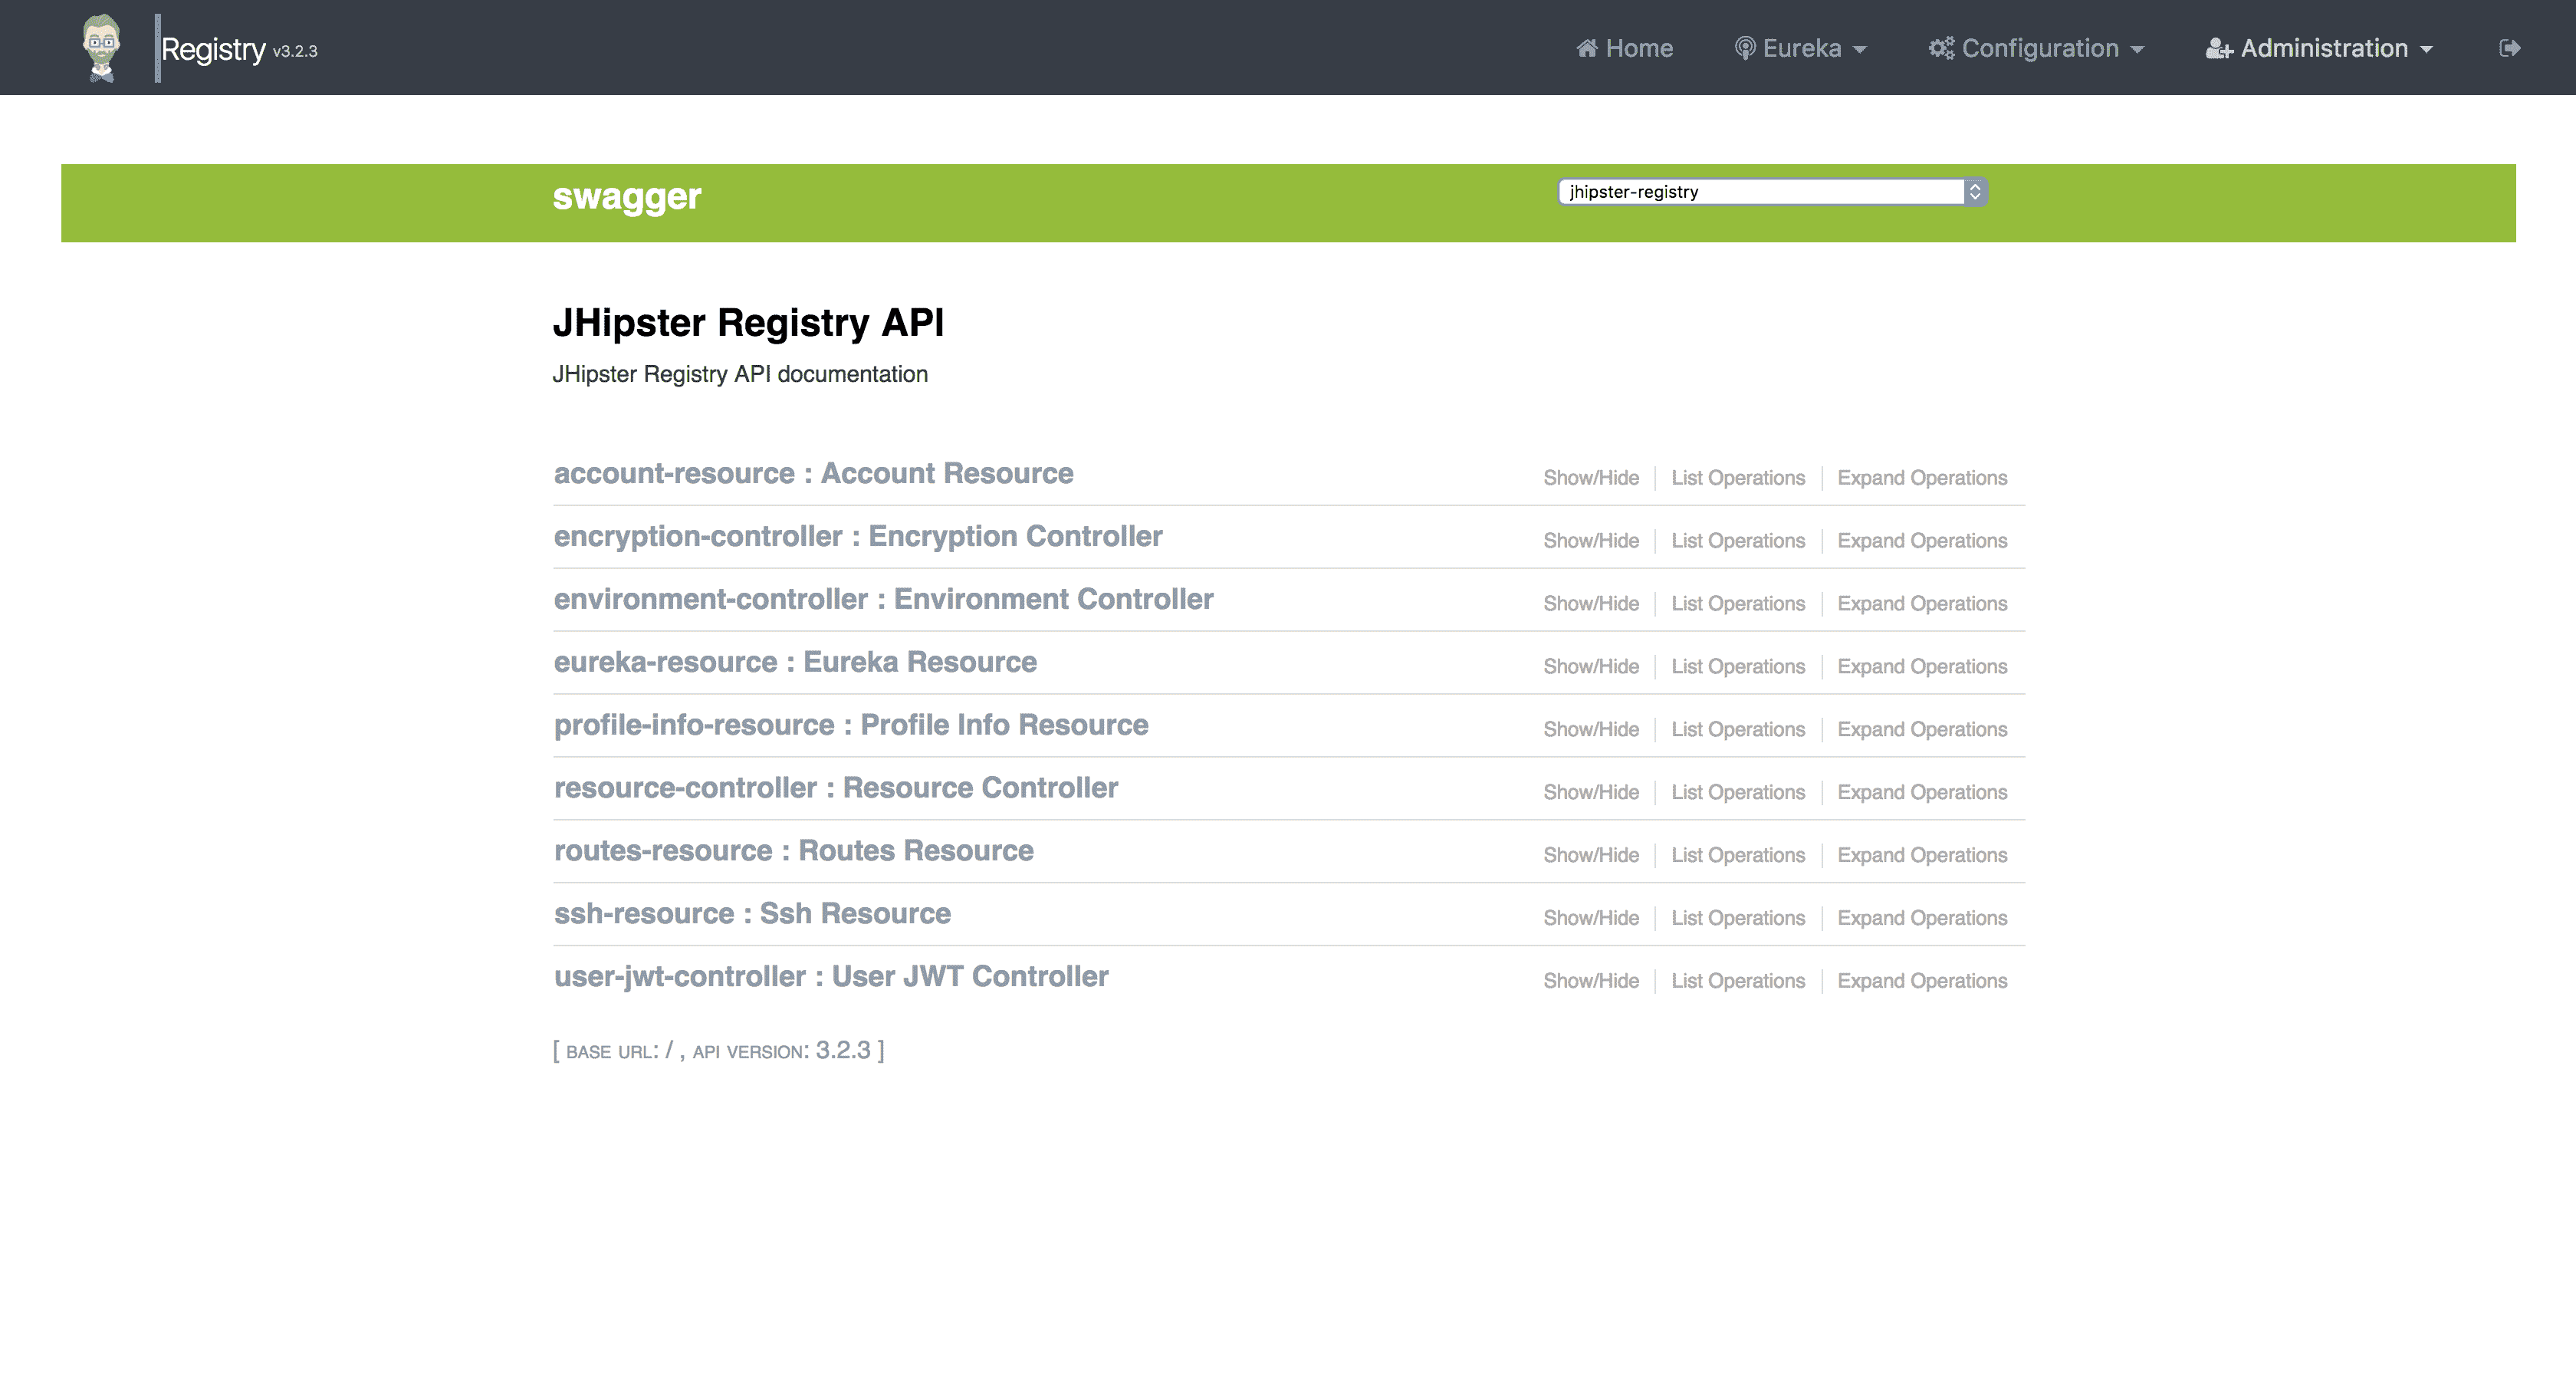 Registry v3.2.3 Home Eureka Configuration Administration
swagger jhipster-registry
JHipster Registry API
JHipster Registry API documentation
account-resource : Account Resource Show/Hide List Operations Expand Operations
encryption-controller : Encryption Controller Show/Hide List Operations Expand Operations
environment-controller : Environment Controller Show/Hide List Operations Expand Operations
eureka-resource : Eureka Resource Show/Hide List Operations Expand Operations
profile-info-resource : Profile Info Resource Show/Hide List Operations Expand Operations
resource-controller : Resource Controller Show/Hide List Operations Expand Operations
routes-resource : Routes Resource Show/Hide List Operations Expand Operations
ssh-resource : Ssh Resource Show/Hide List Operations Expand Operations
user-jwt-controller : User JWT Controller Show/Hide List Operations Expand Operations
[ BASE URL: / , API VERSION: 3.2.3 ]